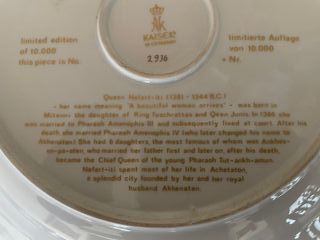 limited edition
of 10.000
this piece is No.
AK
KAISER
W. GERMANY
2936
limitierte Auflage
von 10.000
Nr.
Queen Nefert-iti (1381 - 1344 B.C.)
- her name meaning "A beautiful woman arrives" - was born in
Mitanni the daughter of King Tuschrattas and Qeen Junis. In 1366 she
was married to Pharaoh Amenophis III and subsequently lived at court. After his
death she married Pharaoh Amenophis IV (who later changed his name to
Akhenaten.) She had 6 daughters, the most famous of whom was Ankhes-
en-pa-aten, who married her father first and later on, after his death,
became the Chief Queen of the young Pharaoh Tut-ankh-amun.
Nefert-iti spent most of her life in Achetaton,
a splendid city founded by her and her royal
husband Akhenaten.